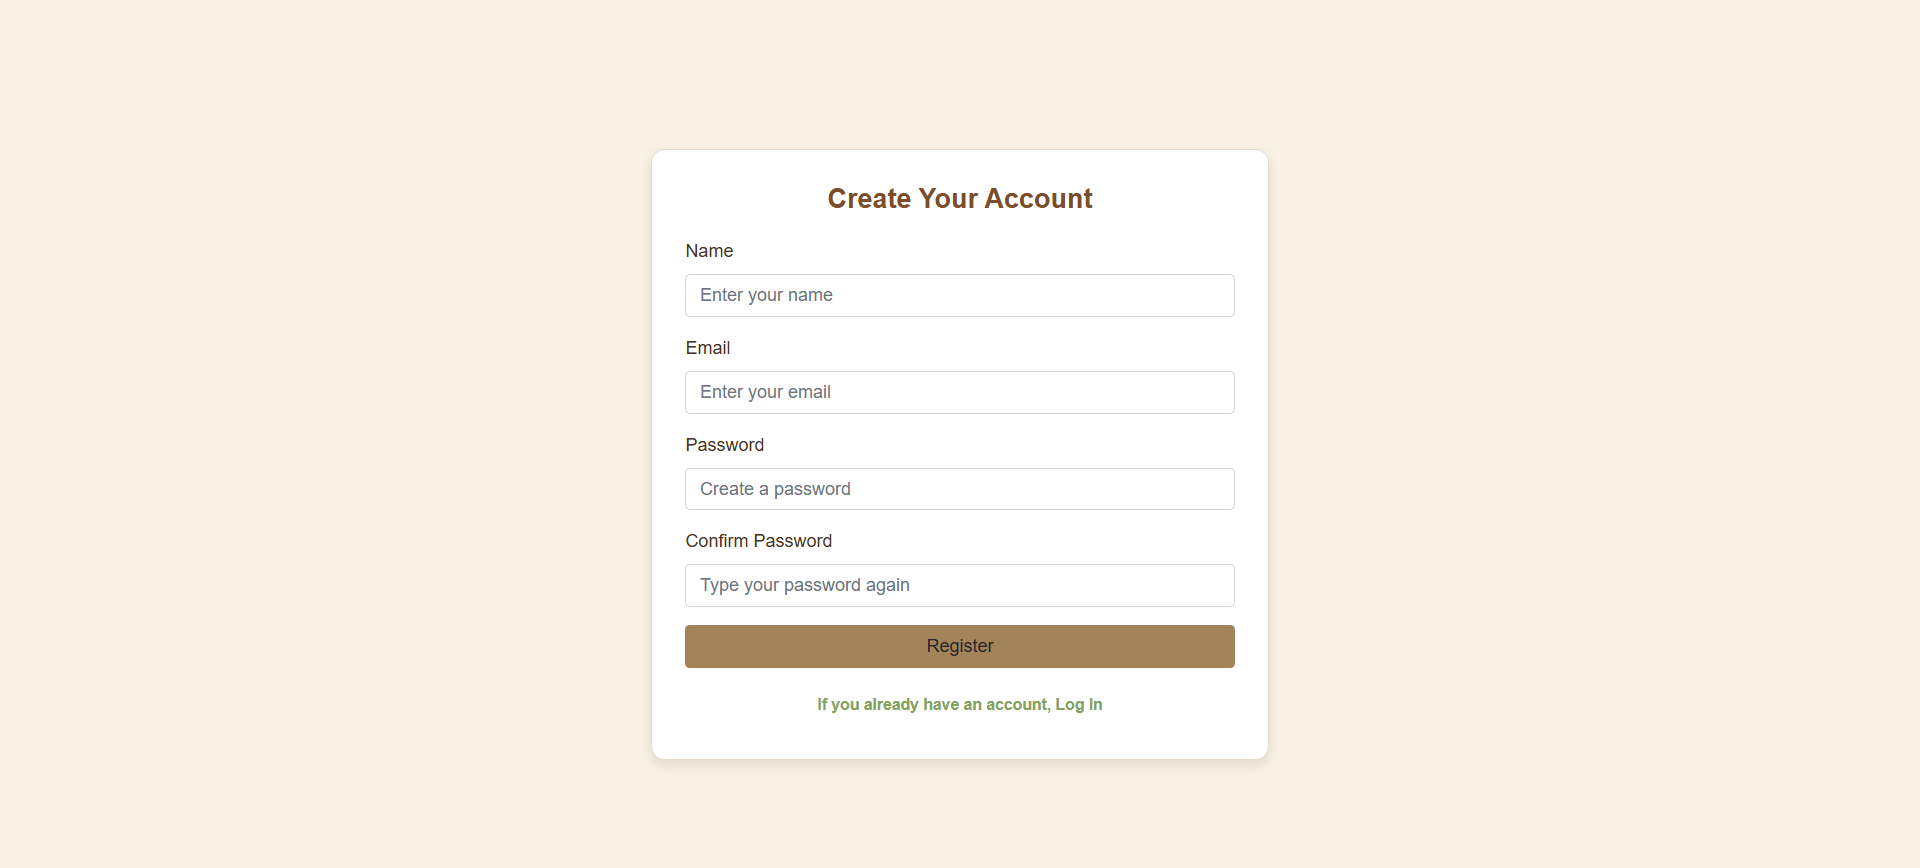 Create Your Account
Name
Enter your name
Email
Enter your email
Password
Create a password
Confirm Password
Type your password again
Register
If you already have an account, Log In